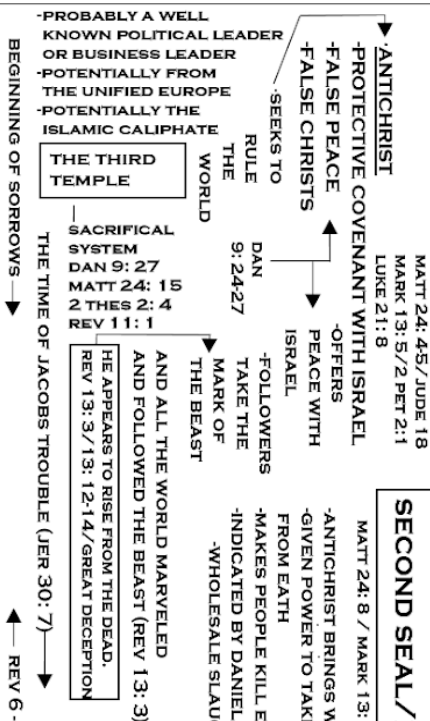 -PROBABLY A WELL
KNOWN POLITICAL LEADER
OR BUSINESS LEADER
-POTENTIALLY FROM
THE UNIFIED EUROPE
-POTENTIALLY THE
ISLAMIC CALIPHATE
THE THIRD
TEMPLE
SACRIFICAL
SYSTEM
DAN 9: 27
MATT 24: 15
2 THES 2: 4
REV 11: 1
MATT 24: 4-5/JUDE 18
MARK 13: 5/2 PET 2:1
LUKE 21: 8
·ANTICHRIST
-PROTECTIVE COVENANT WITH ISRAEL
-FALSE PEACE
-FALSE CHRISTS
·SEEKS TO
RULE
THE
WORLD
DAN
9: 24-27
-OFFERS
PEACE WITH
ISRAEL
-FOLLOWERS
TAKE THE
MARK OF
THE BEAST
AND ALL THE WORLD MARVELED
AND FOLLOWED THE BEAST (REV 13: 3)
HE APPEARS TO RISE FROM THE DEAD.
REV 13: 3/13: 12-14/GREAT DECEPTION
BEGINNING OF SORROWS
THE TIME OF JACOBS TROUBLE (JER 30: 7)
SECOND SEAL/
MATT 24: 8 / MARK 13:
-ANTICHRIST BRINGS
-GIVEN POWER TO
FROM EATH
-MAKES PEOPLE KILL
-INDICATED BY DANIEL
-WHOLESALE
REV 6 -